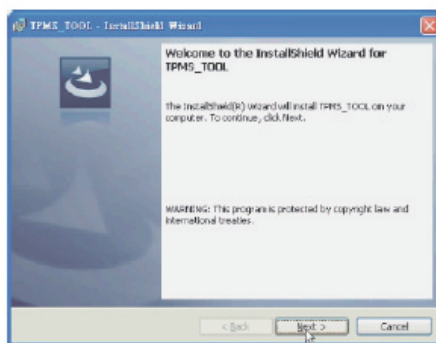 TPMS_TOOL - InstallShield Wizard
Welcome to the InstallShield Wizard for
TPMS_TOOL
The InstallShield(R) Wizard will install TPMS_TOOL on your
computer. To continue, click Next.
WARNING: This program is protected by copyright law and
international treaties.
< Back Next > Cancel